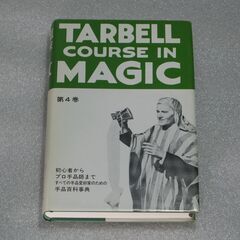 TARBELL
COURSE IN
MAGIC
第4巻
初心者から
プロ手品師まで
すべての手品愛好家のための
手品百科事典